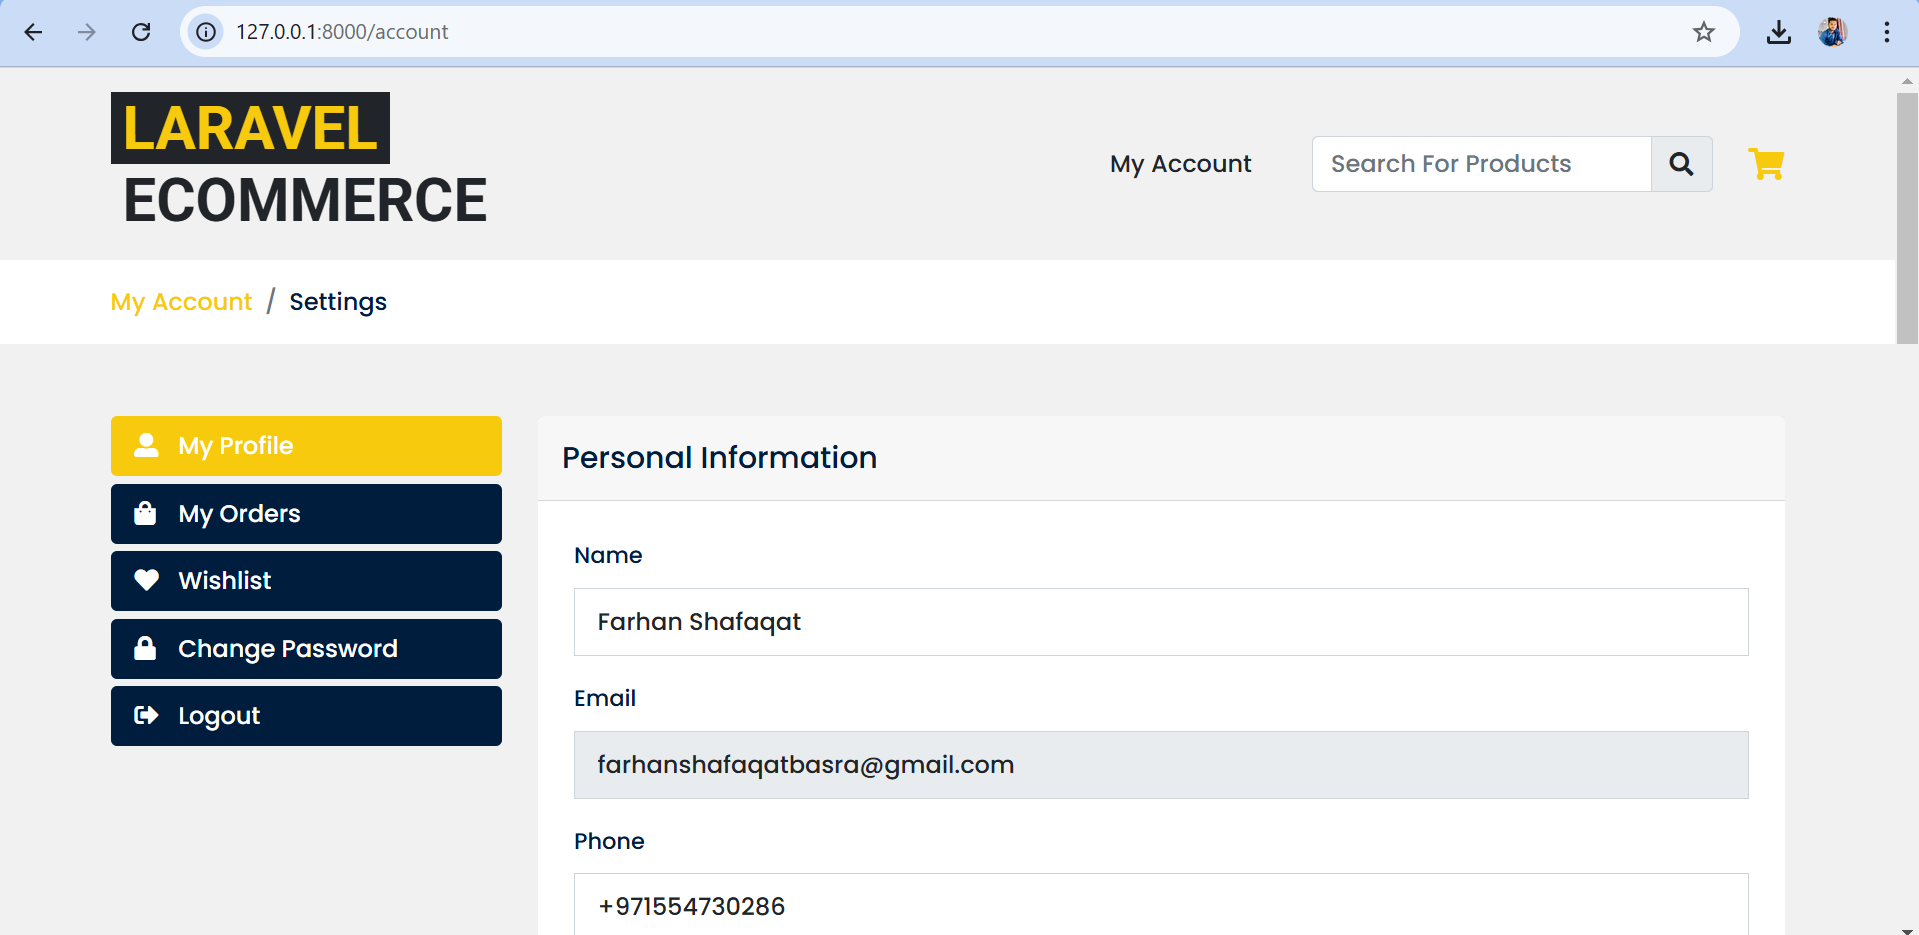 127.0.0.1:8000/account
LARAVEL
ECOMMERCE
My Account
Search For Products
My Account / Settings
My Profile
My Orders
Wishlist
Change Password
Logout
Personal Information
Name
Farhan Shafaqat
Email
farhanshafaqatbasra@gmail.com
Phone
+971554730286